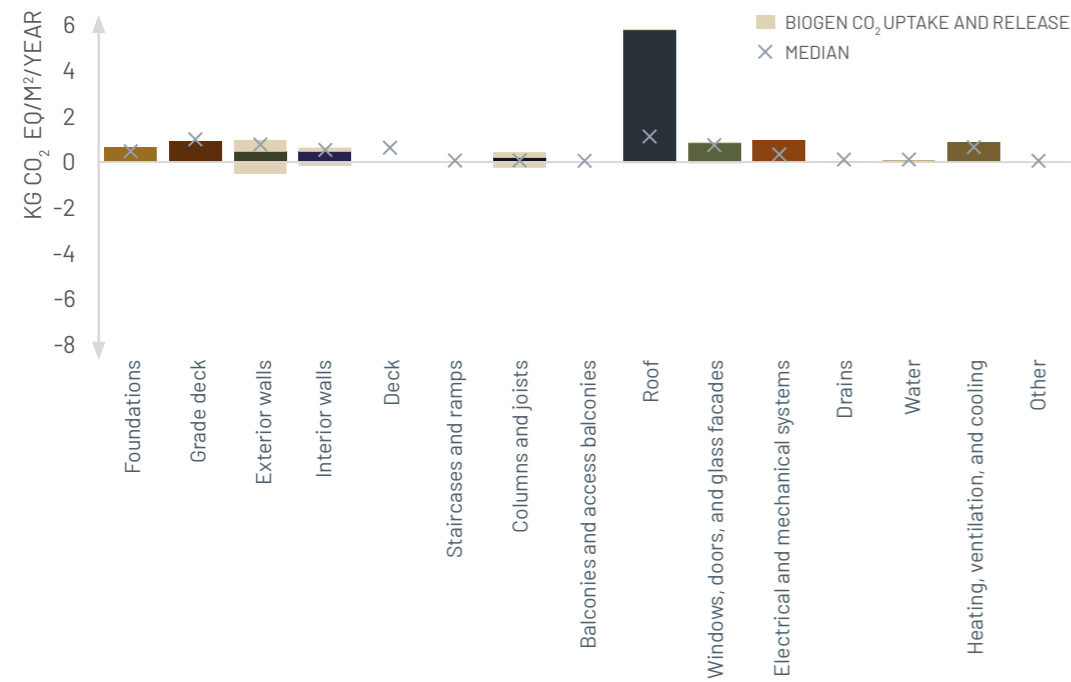 KG CO₂ EQ/M²/YEAR
6
4
2
0
-2
-4
-6
-8
BIOGEN CO₂ UPTAKE AND RELEASE
MEDIAN
Foundations
Grade deck
Exterior walls
Interior walls
Deck
Staircases and ramps
Columns and joists
Balconies and access balconies
Roof
Windows, doors, and glass facades
Electrical and mechanical systems
Drains
Water
Heating, ventilation, and cooling
Other